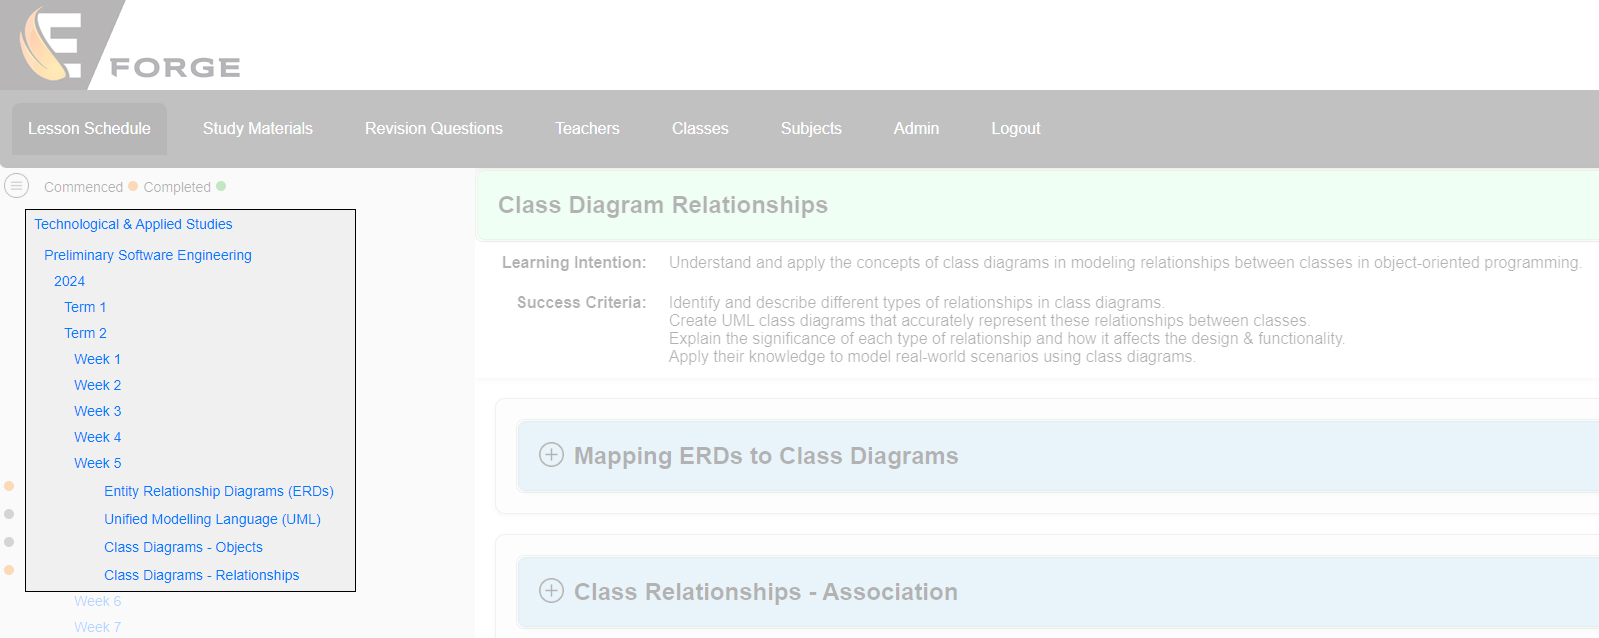 E
FORGE
Lesson Schedule Study Materials Revision Questions Teachers Classes Subjects Admin Logout
Commenced Completed
Technological & Applied Studies
Preliminary Software Engineering
2024
Term 1
Term 2
Week 1
Week 2
Week 3
Week 4
Week 5
Entity Relationship Diagrams (ERDs)
Unified Modelling Language (UML)
Class Diagrams - Objects
Class Diagrams - Relationships
Week 6
Week 7
Class Diagram Relationships
Learning Intention: Understand and apply the concepts of class diagrams in modeling relationships between classes in object-oriented programming.
Success Criteria: Identify and describe different types of relationships in class diagrams.
Create UML class diagrams that accurately represent these relationships between classes.
Explain the significance of each type of relationship and how it affects the design & functionality.
Apply their knowledge to model real-world scenarios using class diagrams.
Mapping ERDs to Class Diagrams
Class Relationships - Association